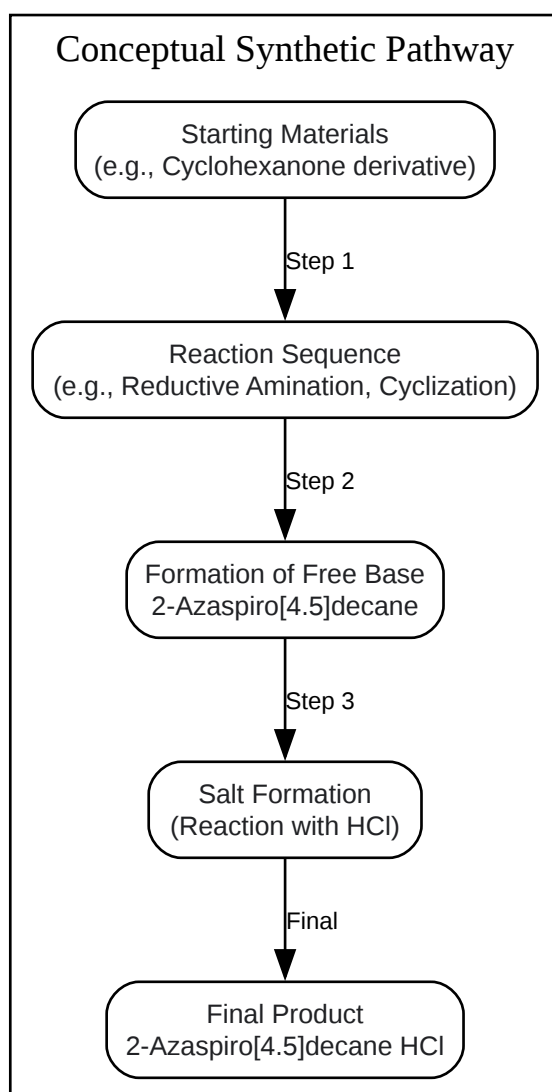 Conceptual Synthetic Pathway
Starting Materials
(e.g., Cyclohexanone derivative)
Step 1
Reaction Sequence
(e.g., Reductive Amination, Cyclization)
Step 2
Formation of Free Base
2-Azaspiro[4.5]decane
Step 3
Salt Formation
(Reaction with HCl)
Final
Final Product
2-Azaspiro[4.5]decane HCl